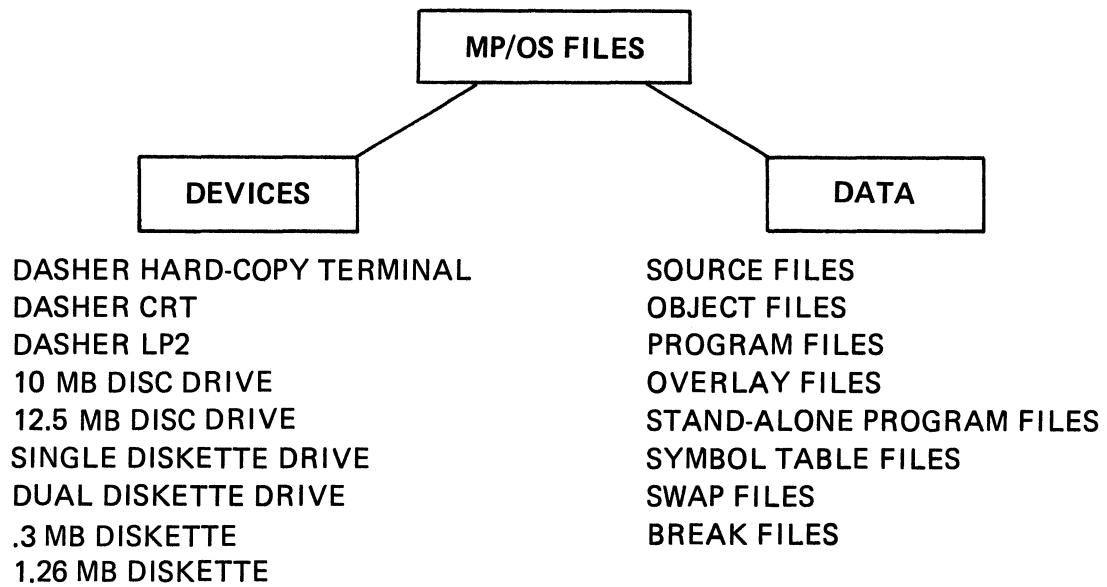 MP/OS FILES
DEVICES
DASHER HARD-COPY TERMINAL
DASHER CRT
DASHER LP2
10 MB DISC DRIVE
12.5 MB DISC DRIVE
SINGLE DISKETTE DRIVE
DUAL DISKETTE DRIVE
.3 MB DISKETTE
1.26 MB DISKETTE
DATA
SOURCE FILES
OBJECT FILES
PROGRAM FILES
OVERLAY FILES
STAND-ALONE PROGRAM FILES
SYMBOL TABLE FILES
SWAP FILES
BREAK FILES